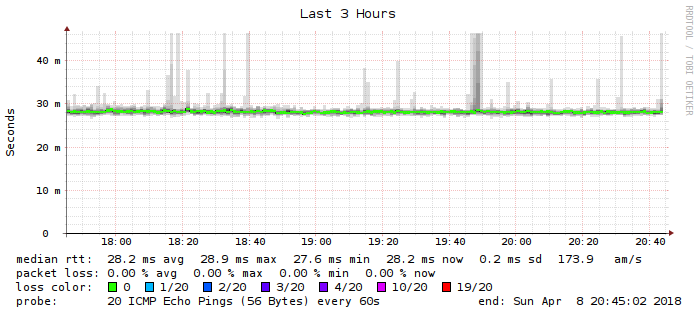 Last 3 Hours
RRDTOOL / TOBI OETIKER
Seconds
40 m
30 m
20 m
10 m
0
18:00 18:20 18:40 19:00 19:20 19:40 20:00 20:20 20:40
median rtt: 28.2 ms avg 28.9 ms max 27.6 ms min 28.2 ms now 0.2 ms sd 173.9 am/s
packet loss: 0.00 % avg 0.00 % max 0.00 % min 0.00 % now
loss color: 0 1/20 2/20 3/20 4/20 10/20 19/20
probe: 20 ICMP Echo Pings (56 Bytes) every 60s end: Sun Apr 8 20:45:02 2018